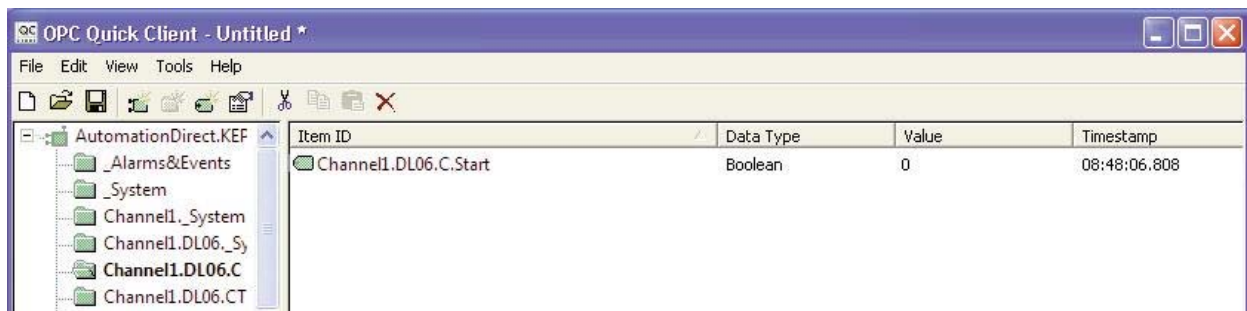 OPC Quick Client - Untitled *
File Edit View Tools Help
AutomationDirect.KEP
Item ID Data Type Value Timestamp
_Alarms&Events
Channel1.DL06.C.Start Boolean 0 08:48:06.808
_System
Channel1._System
Channel1.DL06._Sy
Channel1.DL06.C
Channel1.DL06.CT